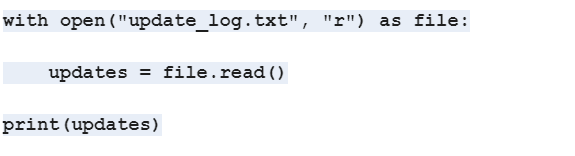 with open("update_log.txt", "r") as file:
    updates = file.read()
print(updates)